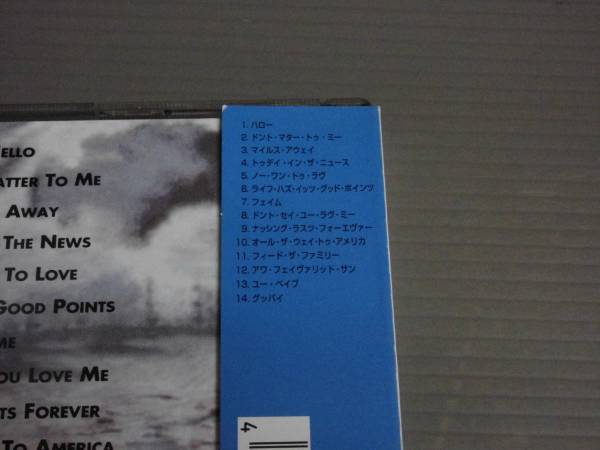 ELLO
ATTER TO ME
AWAY
THE NEWS
TO LOVE
GOOD POINTS
ME
OU LOVE ME
TS FOREVER
TO AMERICA
1. ハロー
2. ドント・マター・トゥ・ミー
3. マイルス・アウェイ
4. トゥデイ・イン・ザ・ニュース
5. ノー・ワン・トゥ・ラヴ
6. ライフ・ハズ・イッツ・グッド・ポインツ
7. フェイム
8. ドント・セイ・ユー・ラヴ・ミー
9. ナッシング・ラスツ・フォーエヴァー
10. オール・ザ・ウェイ・トゥ・アメリカ
11. フィード・ザ・ファミリー
12. アワ・フェイヴァリット・サン
13. ユー・ベイブ
14. グッバイ
4